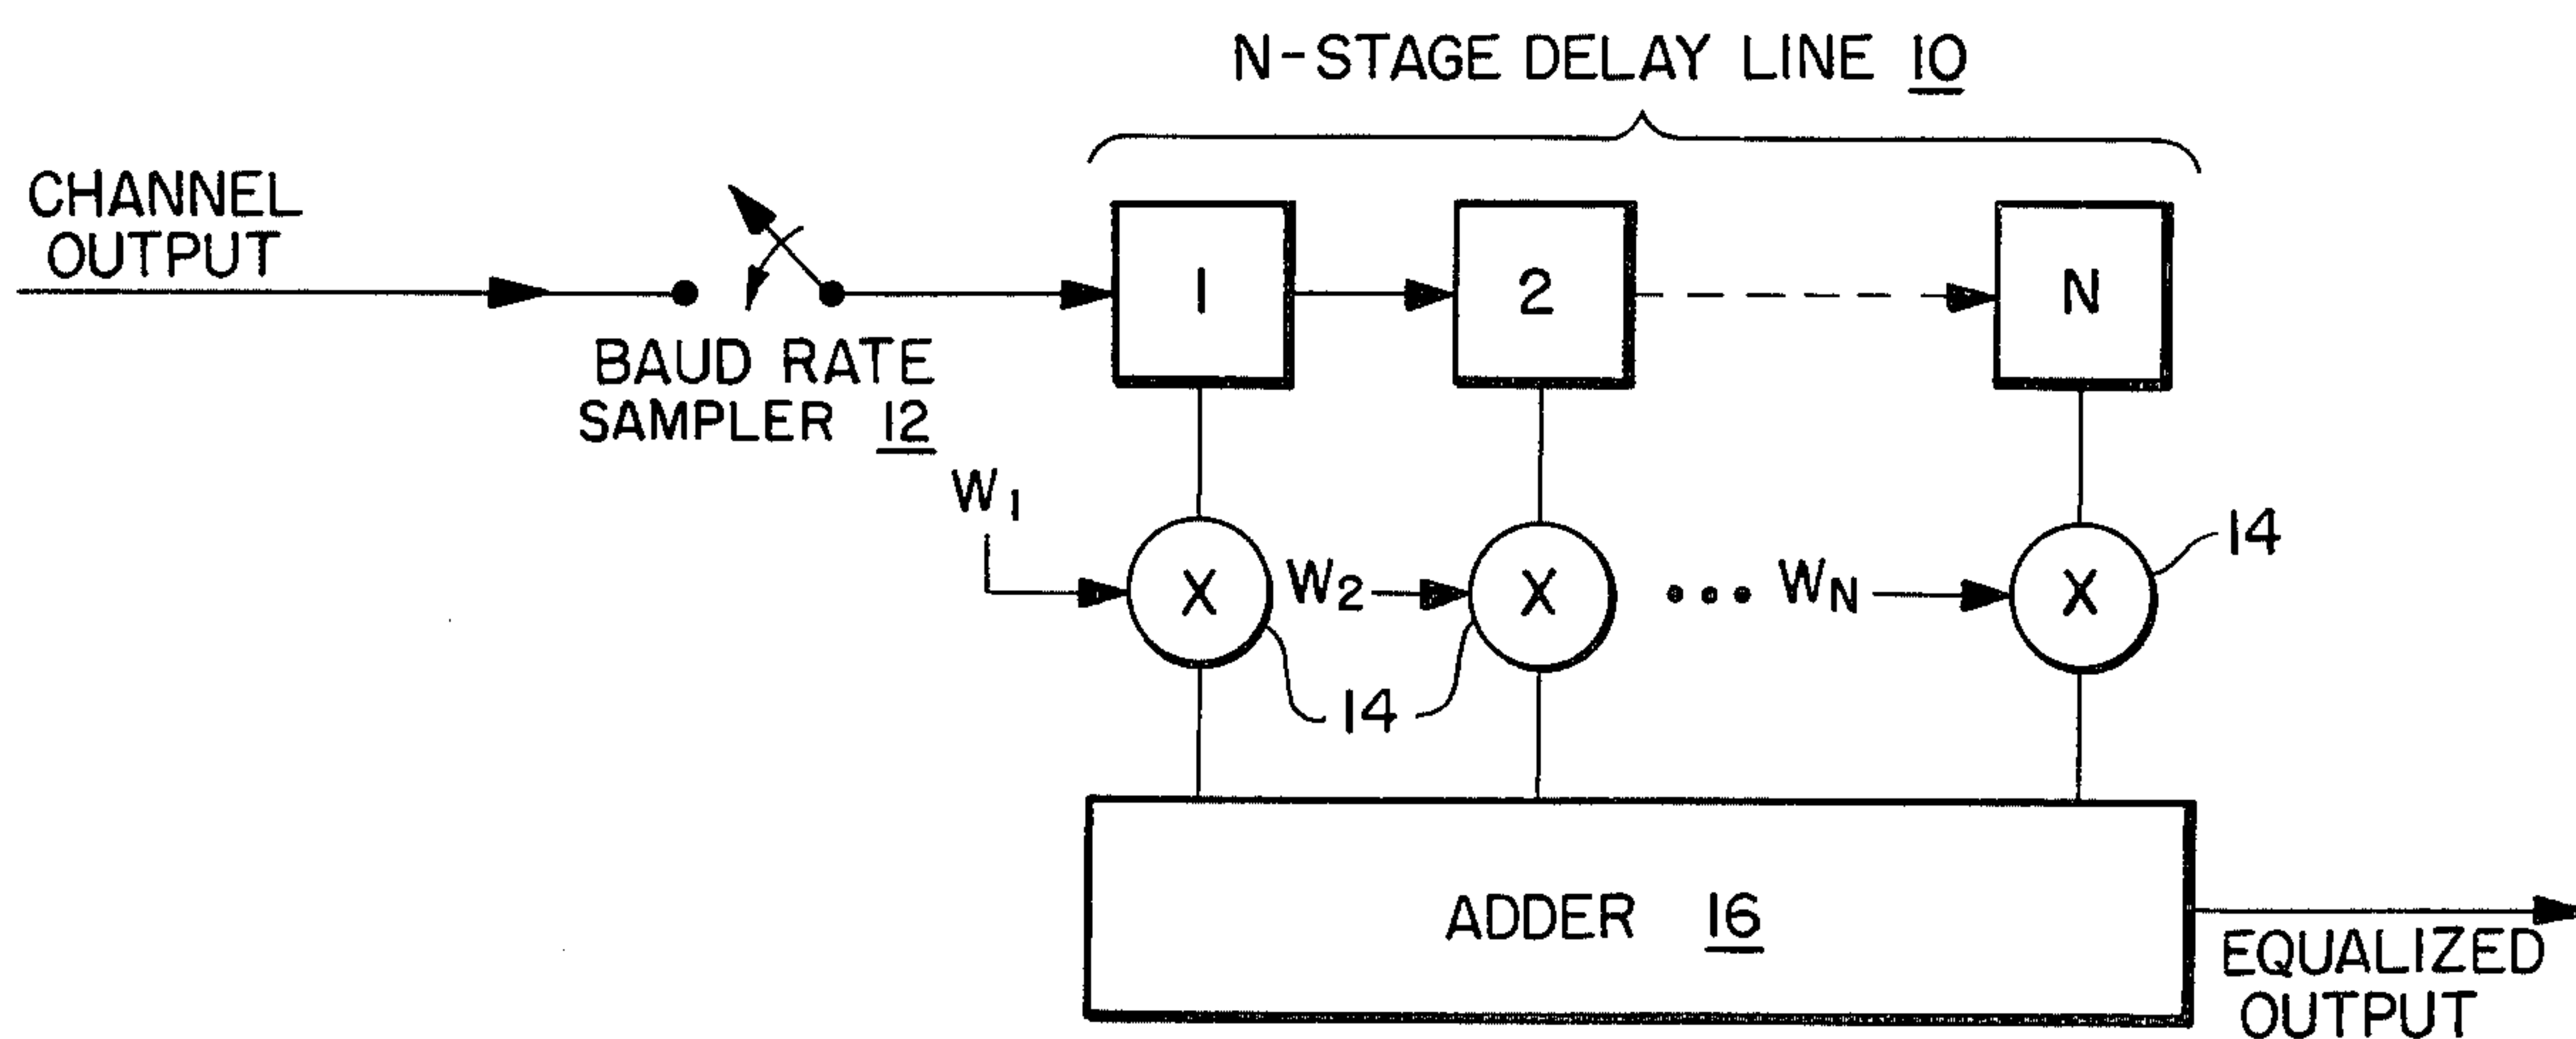 N-STAGE DELAY LINE 10
CHANNEL
OUTPUT
1
2
N
BAUD RATE
SAMPLER 12
W1
X
W2
X
••• WN
X
14
14
ADDER 16
EQUALIZED
OUTPUT